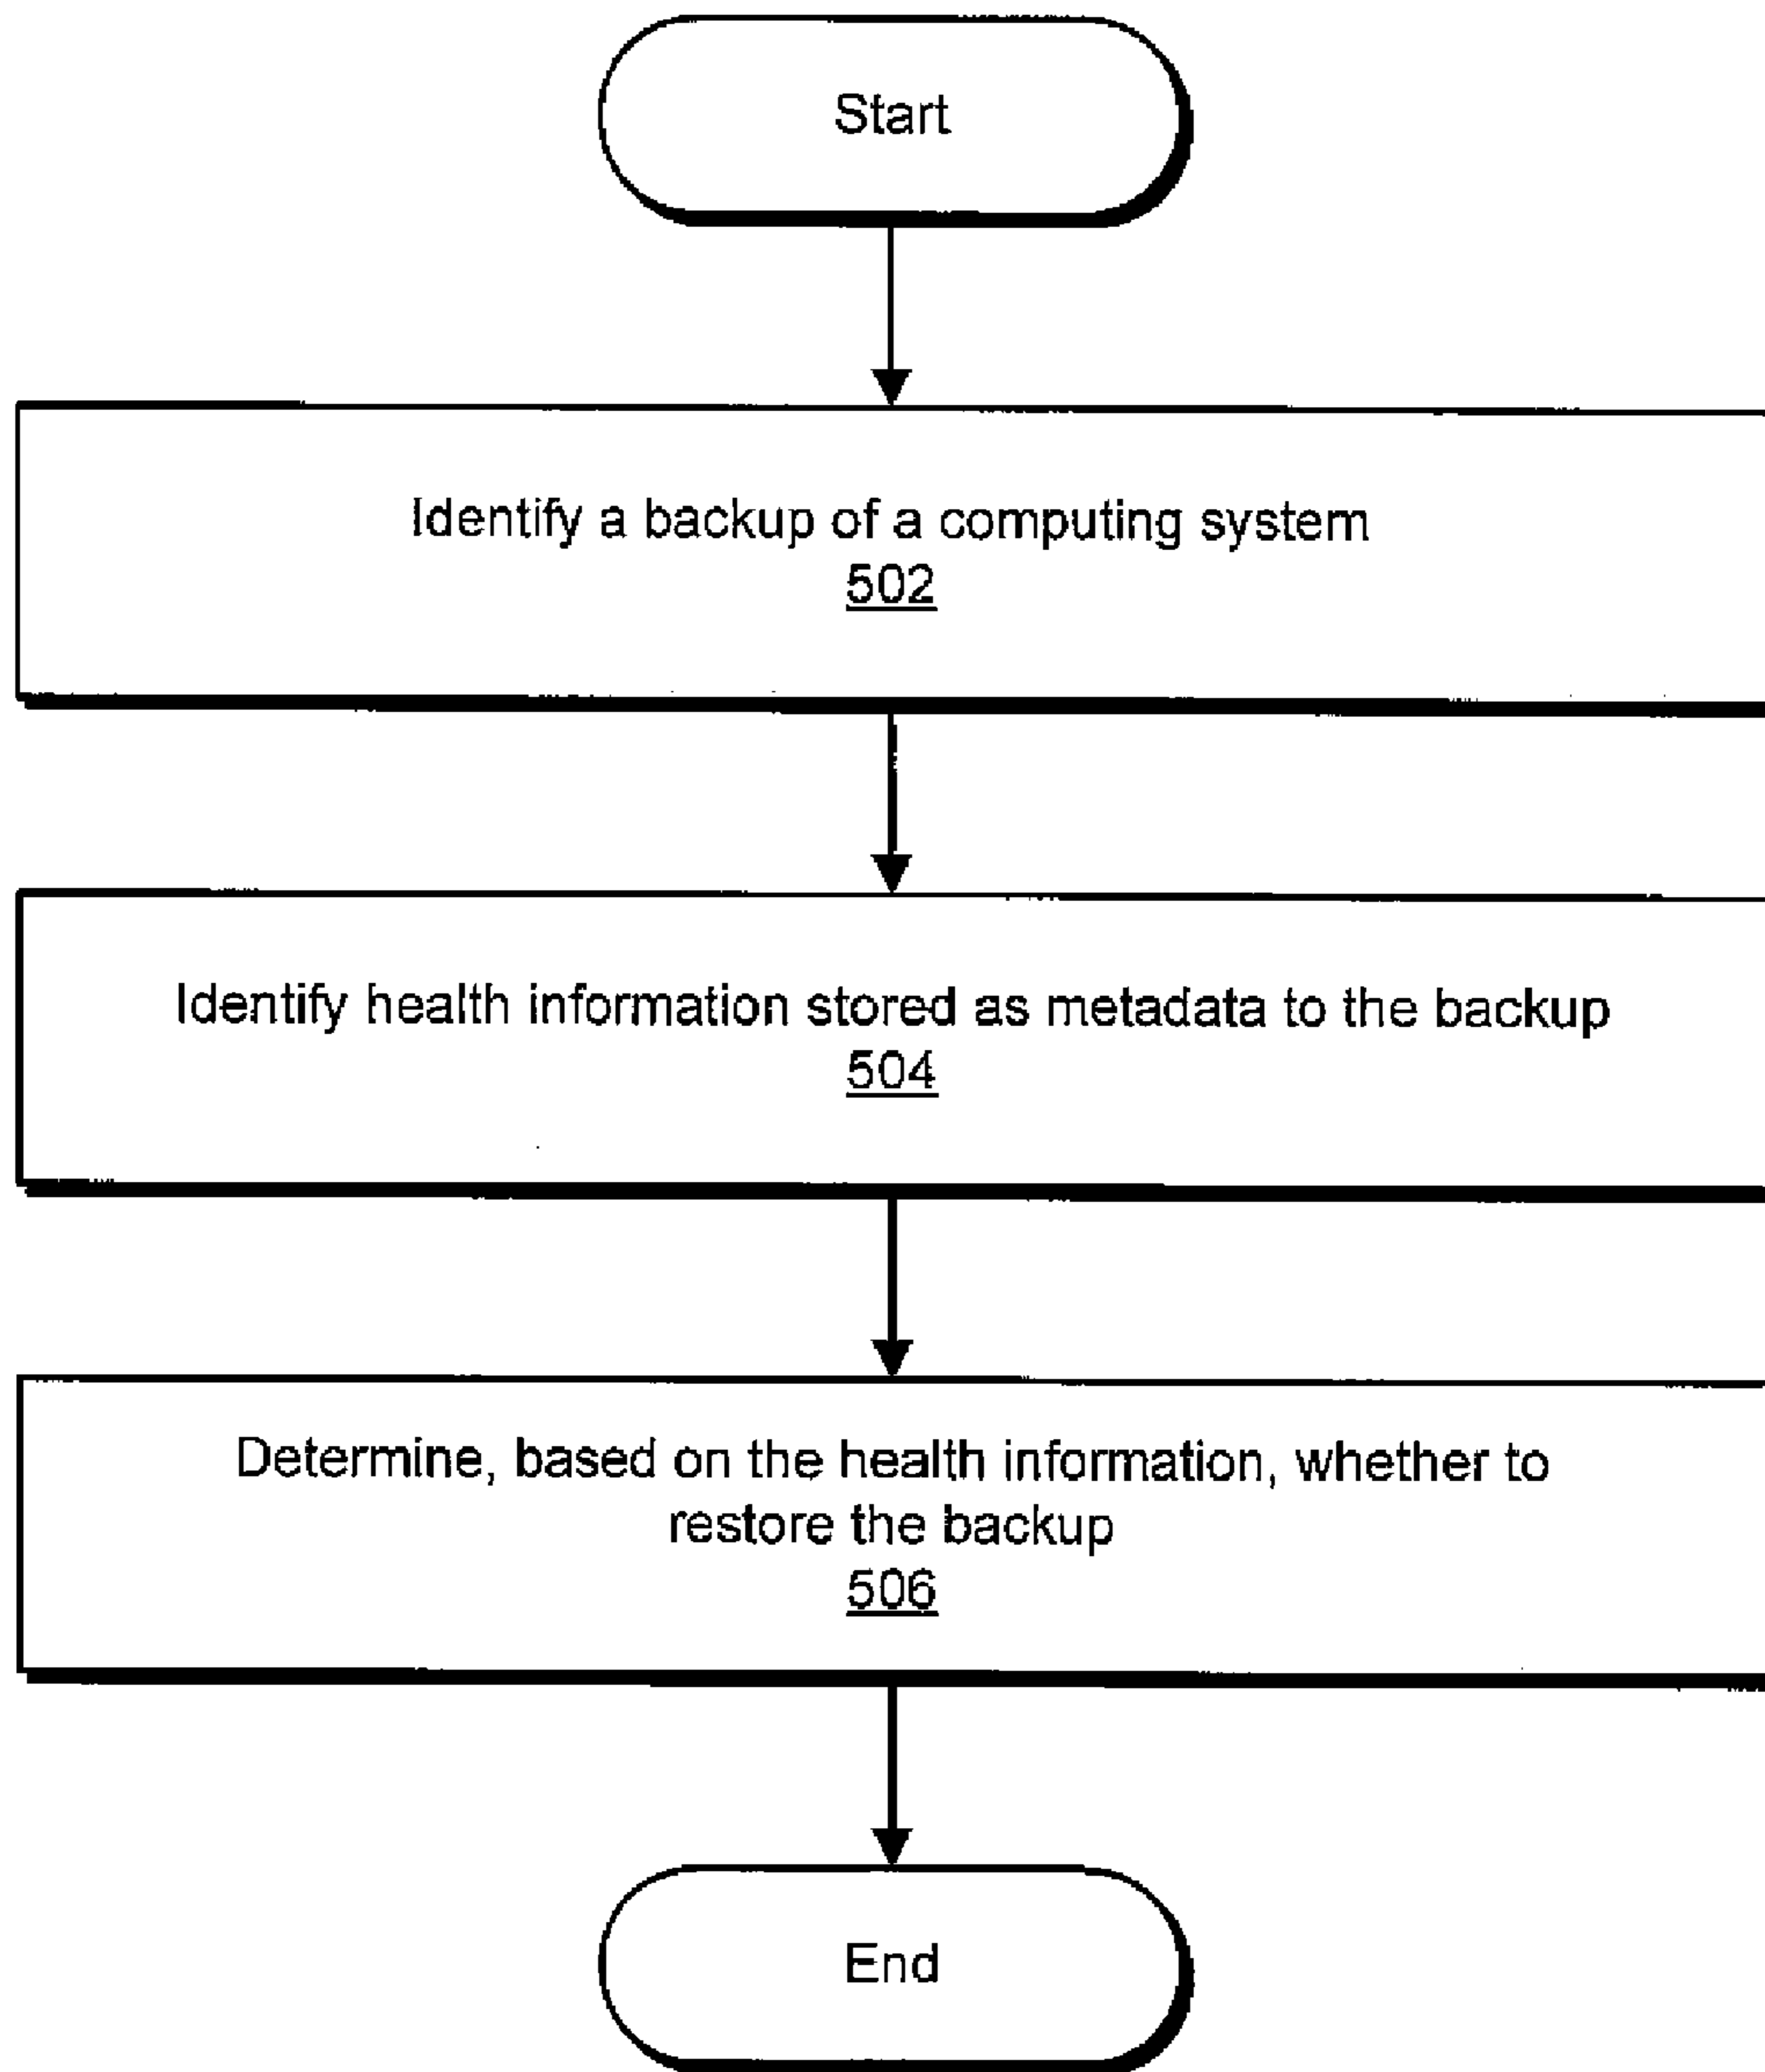 Start
Identify a backup of a computing system
502
Identify health information stored as metadata to the backup
504
Determine, based on the health information, whether to
restore the backup
506
End